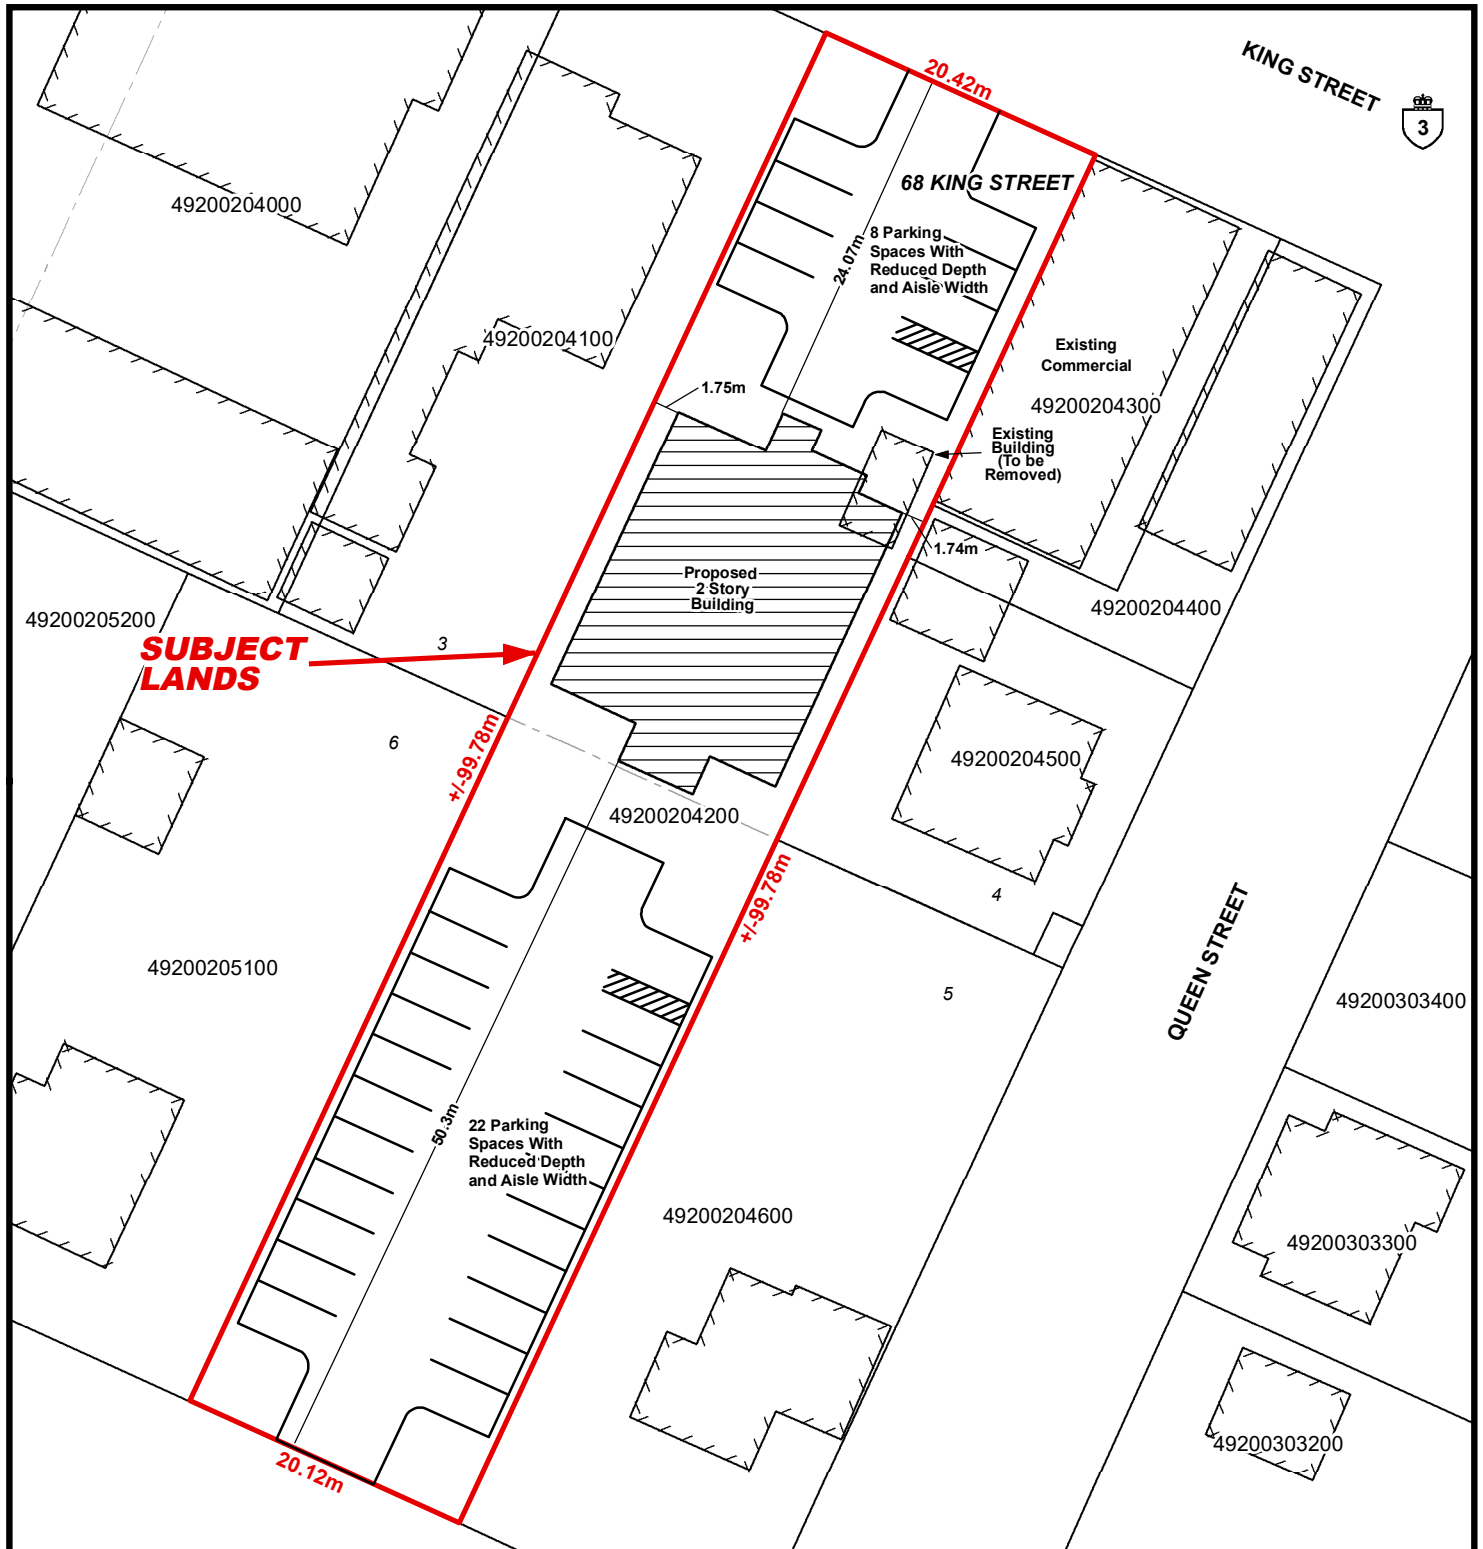 KING STREET
3
20.42m
68 KING STREET
49200204000
8 Parking
Spaces With
Reduced Depth
and Aisle Width
24.07m
49200204100
Existing
Commercial
49200204300
1.75m
Existing
Building
(To be
Removed)
1.74m
Proposed
2 Story
Building
49200204400
49200205200
SUBJECT
LANDS
3
6
+/-99.78m
49200204500
49200204200
+/-99.78m
4
QUEEN STREET
49200205100
5
49200303400
50.3m
22 Parking
Spaces With
Reduced Depth
and Aisle Width
49200204600
49200303300
49200303200
20.12m